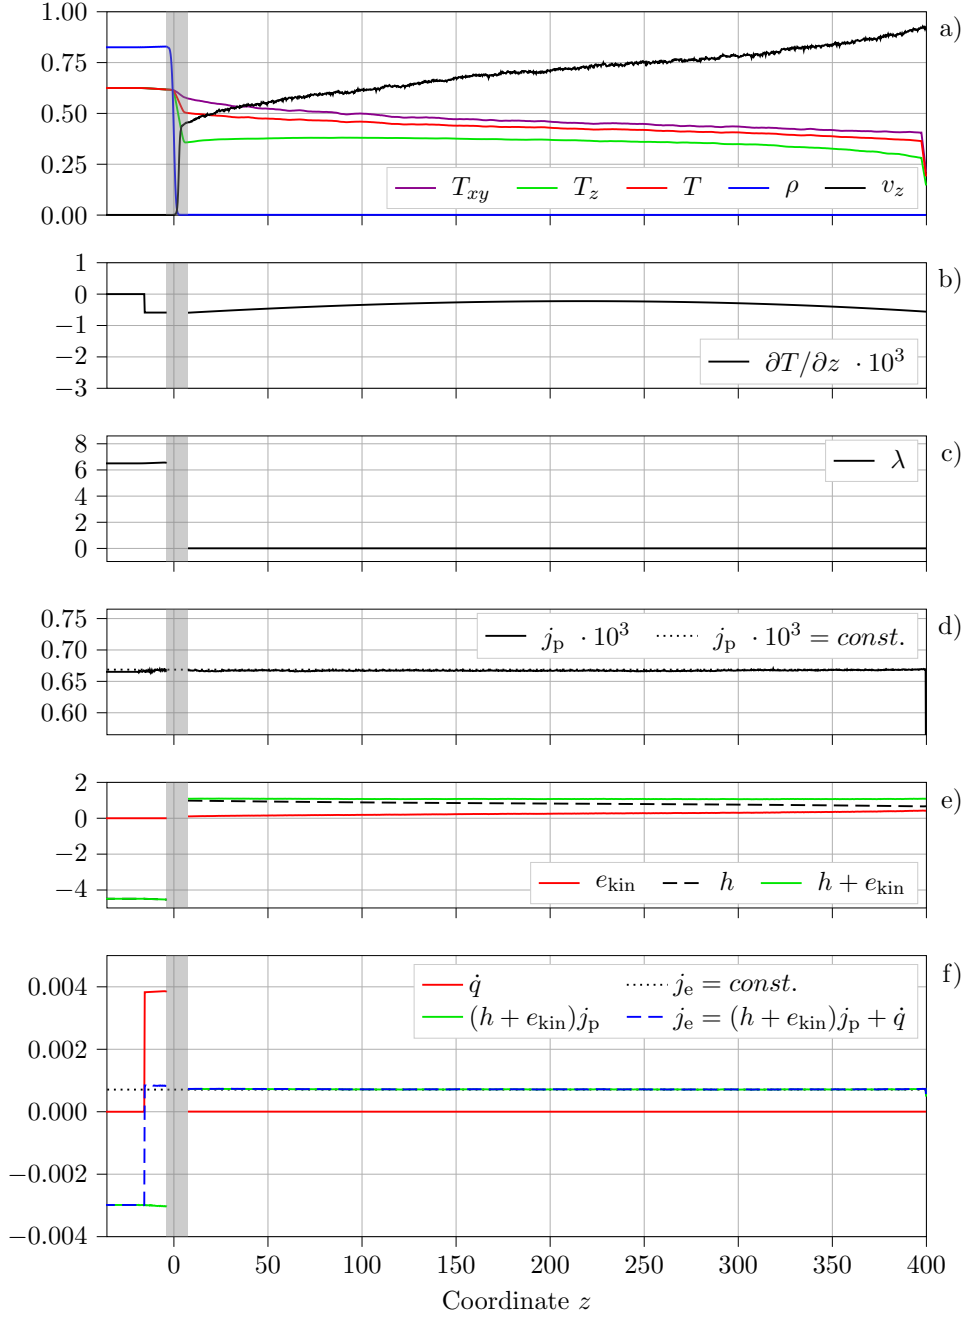 1.00
a)
0.75
0.50
0.25
T_xy T_z T ρ v_z
0.00
1
b)
0
−1
−2
∂T/∂z · 10³
−3
8
c)
λ
6
4
2
0
0.75
d)
j_p · 10³ j_p · 10³ = const.
0.70
0.65
0.60
2
e)
0
−2
−4
e_kin h h + e_kin
f)
0.004
q̇ j_e = const.
(h + e_kin)j_p j_e = (h + e_kin)j_p + q̇
0.002
0.000
−0.002
−0.004
0 50 100 150 200 250 300 350 400
Coordinate z